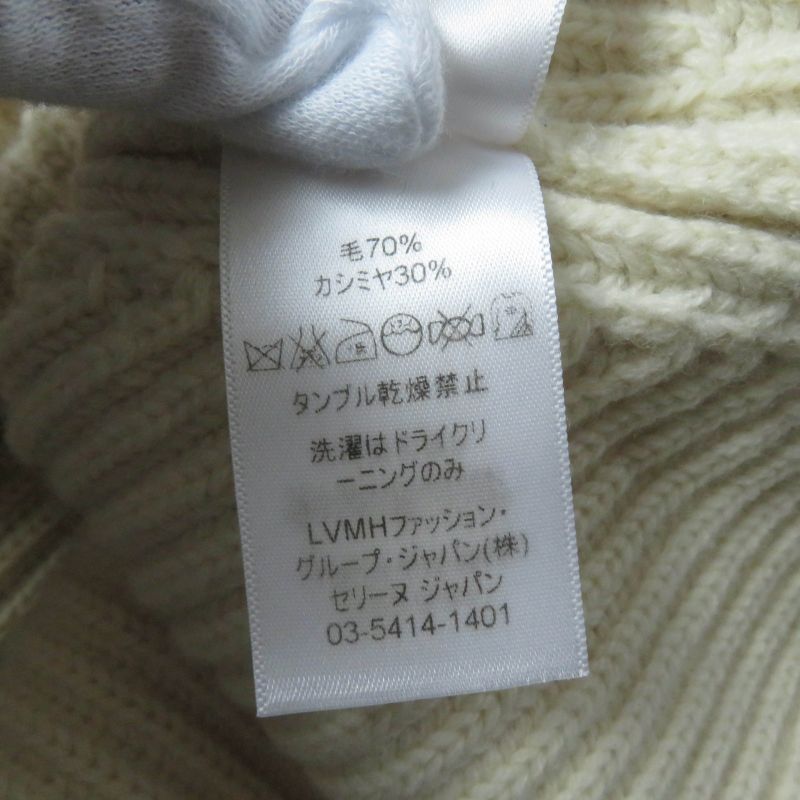 毛70%
カシミヤ30%
タンブル乾燥禁止
洗濯はドライクリ
ーニングのみ
LVMHファッション・
グループ・ジャパン(株)
セリーヌ ジャパン
03-5414-1401